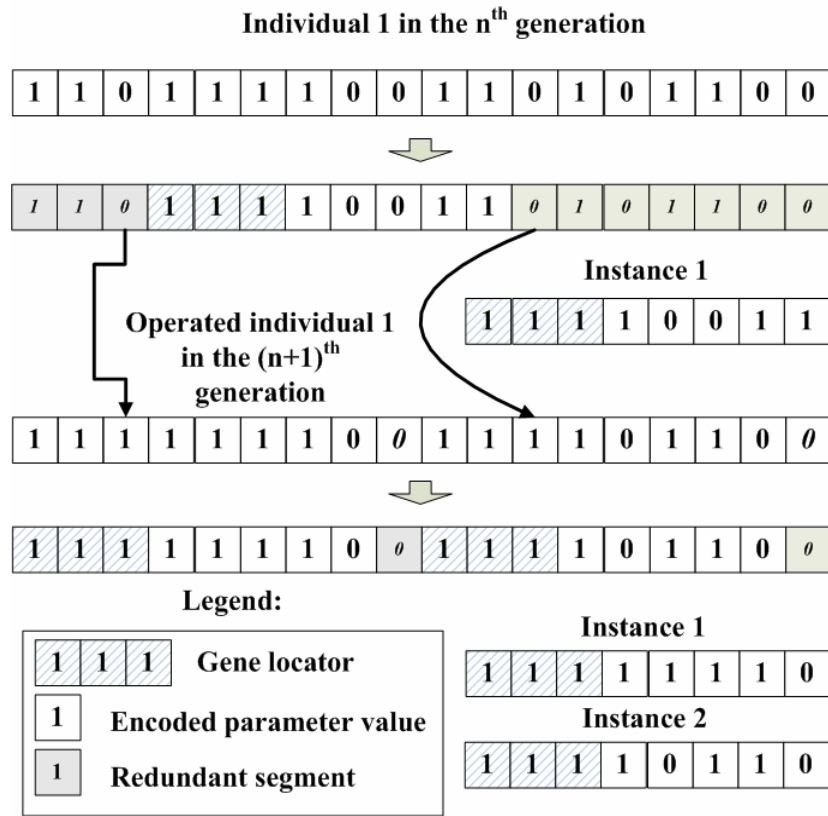 Individual 1 in the nth generation
1 1 0 1 1 1 1 0 0 1 1 0 1 0 1 1 0 0
1 1 0 1 1 1 1 0 0 1 1 0 1 0 1 1 0 0
Instance 1
1 1 1 1 0 0 1 1
Operated individual 1
in the (n+1)th
generation
1 1 1 1 1 1 1 0 0 1 1 1 1 0 1 1 0 0
1 1 1 1 1 1 1 0 0 1 1 1 1 0 1 1 0 0
Legend:
1 1 1 Gene locator
1 Encoded parameter value
1 Redundant segment
Instance 1
1 1 1 1 1 1 1 0
Instance 2
1 1 1 1 0 1 1 0